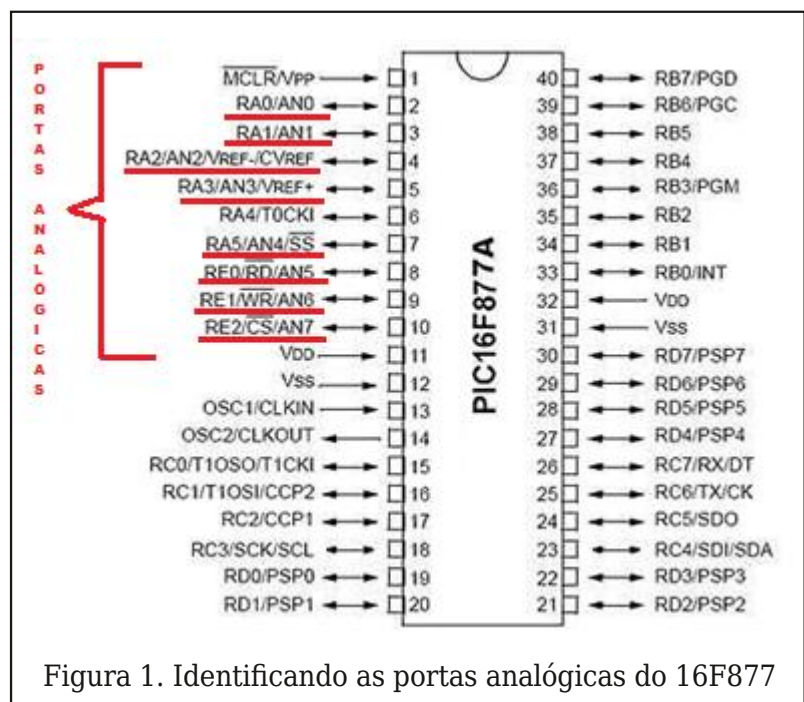 PORTAS ANALOGICAS
MCLR/VPP 1
RA0/AN0 2
RA1/AN1 3
RA2/AN2/VREF-/CVREF 4
RA3/AN3/VREF+ 5
RA4/T0CKI 6
RA5/AN4/SS 7
RE0/RD/AN5 8
RE1/WR/AN6 9
RE2/CS/AN7 10
VDD 11
VSS 12
OSC1/CLKIN 13
OSC2/CLKOUT 14
RC0/T1OSO/T1CKI 15
RC1/T1OSI/CCP2 16
RC2/CCP1 17
RC3/SCK/SCL 18
RD0/PSP0 19
RD1/PSP1 20
PIC16F877A
40 RB7/PGD
39 RB6/PGC
38 RB5
37 RB4
36 RB3/PGM
35 RB2
34 RB1
33 RB0/INT
32 VDD
31 VSS
30 RD7/PSP7
29 RD6/PSP6
28 RD5/PSP5
27 RD4/PSP4
26 RC7/RX/DT
25 RC6/TX/CK
24 RC5/SDO
23 RC4/SDI/SDA
22 RD3/PSP3
21 RD2/PSP2
Figura 1. Identificando as portas analógicas do 16F877